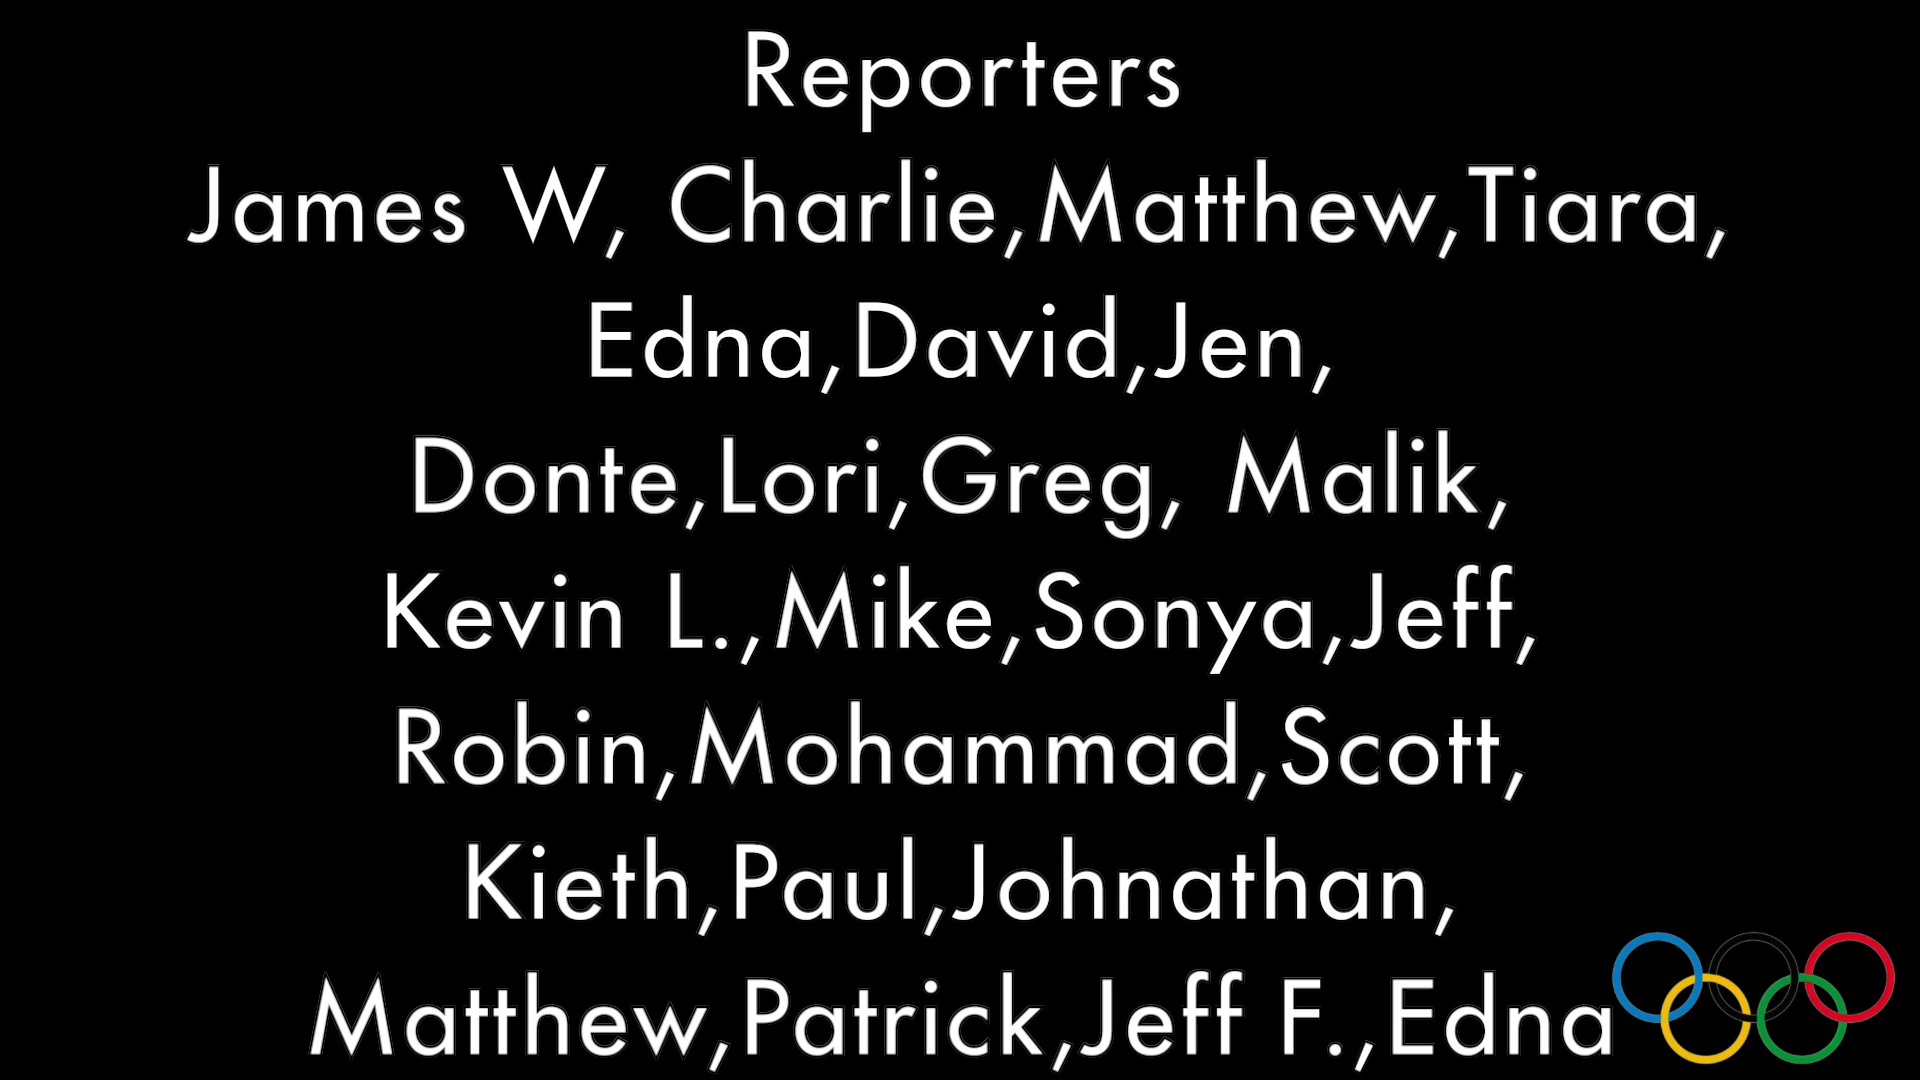 Reporters
James W, Charlie,Matthew,Tiara,
Edna,David,Jen,
Donte,Lori,Greg, Malik,
Kevin L.,Mike,Sonya,Jeff,
Robin,Mohammad,Scott,
Kieth,Paul,Johnathan,
Matthew,Patrick,Jeff F.,Edna